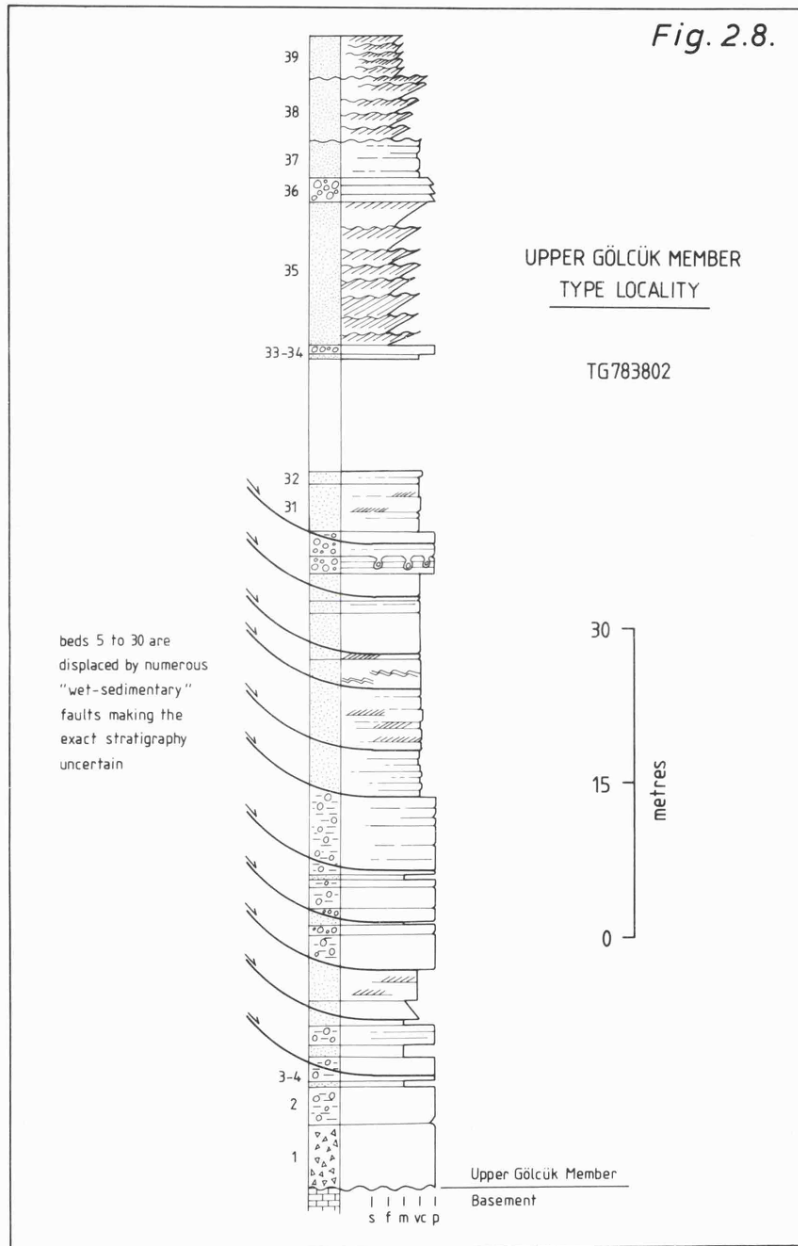 Fig. 2.8.
39
38
37
36
35
33-34
32
31
3-4
2
1
UPPER GÖLCÜK MEMBER
TYPE LOCALITY
TG783802
beds 5 to 30 are
displaced by numerous
"wet-sedimentary"
faults making the
exact stratigraphy
uncertain
30
15
0
metres
Upper Gölcük Member
Basement
s f m vc p